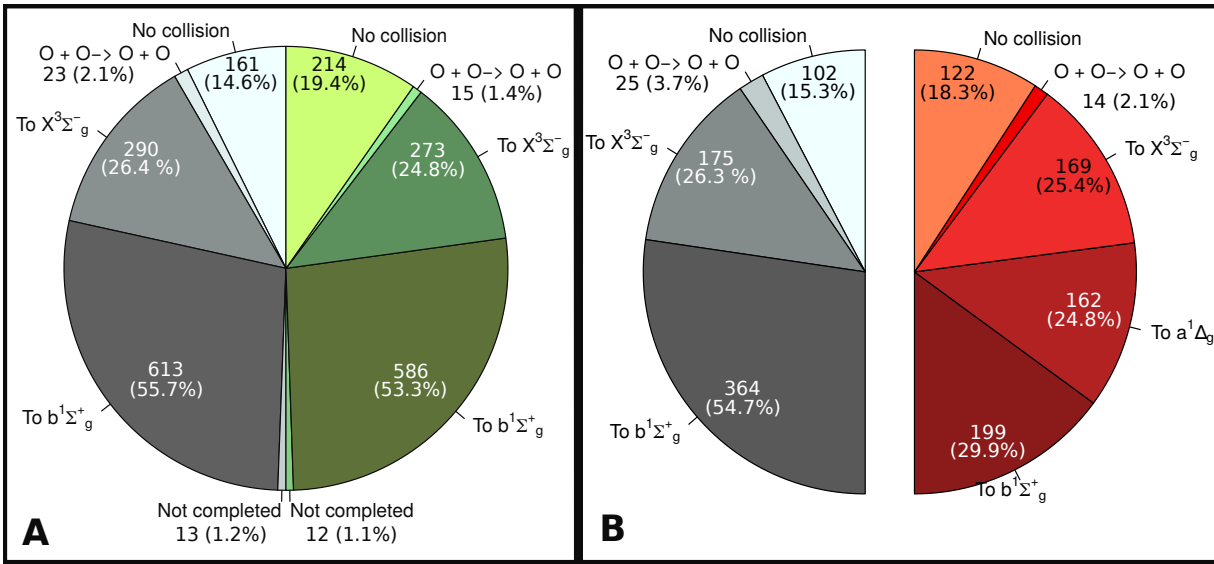 No collision
161
(14.6%)
O + O−> O + O
23 (2.1%)
To X³Σ⁻g
290
(26.4 %)
613
(55.7%)
To b¹Σ⁺g
Not completed
13 (1.2%)
No collision
214
(19.4%)
O + O−> O + O
15 (1.4%)
To X³Σ⁻g
273
(24.8%)
586
(53.3%)
To b¹Σ⁺g
Not completed
12 (1.1%)
A
No collision
102
(15.3%)
O + O−> O + O
25 (3.7%)
To X³Σ⁻g
175
(26.3 %)
364
(54.7%)
To b¹Σ⁺g
No collision
122
(18.3%)
O + O−> O + O
14 (2.1%)
To X³Σ⁻g
169
(25.4%)
162
(24.8%)
To a¹Δg
199
(29.9%)
To b¹Σ⁺g
B